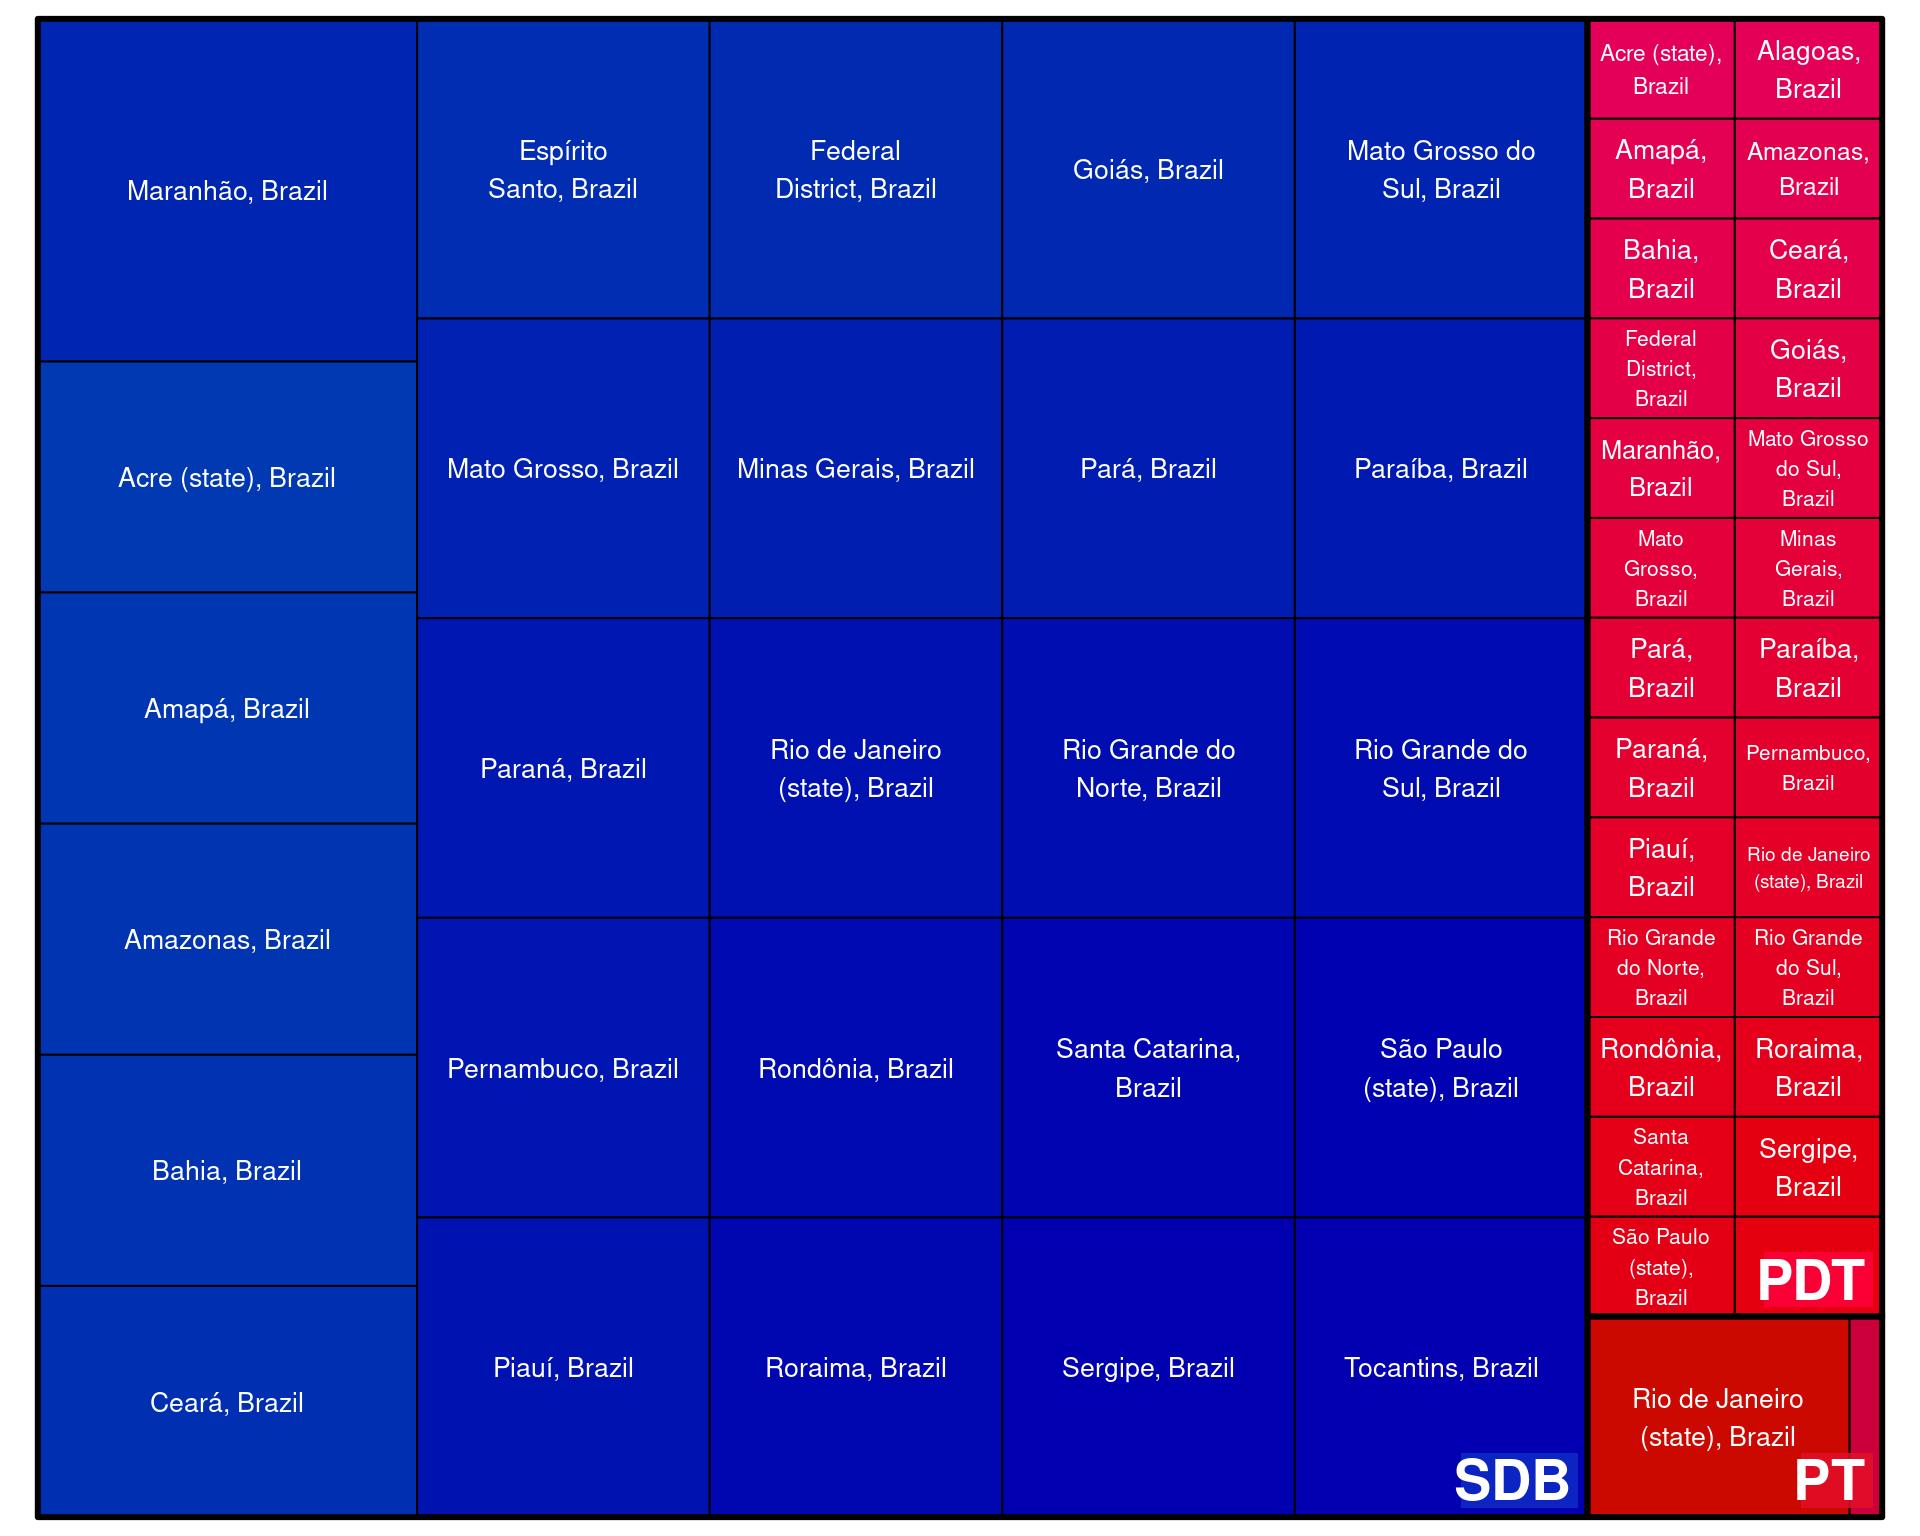 Maranhão, Brazil
Acre (state), Brazil
Amapá, Brazil
Amazonas, Brazil
Bahia, Brazil
Ceará, Brazil
Espírito
Santo, Brazil
Federal
District, Brazil
Goiás, Brazil
Mato Grosso do
Sul, Brazil
Mato Grosso, Brazil
Minas Gerais, Brazil
Pará, Brazil
Paraíba, Brazil
Paraná, Brazil
Rio de Janeiro
(state), Brazil
Rio Grande do
Norte, Brazil
Rio Grande do
Sul, Brazil
Pernambuco, Brazil
Rondônia, Brazil
Santa Catarina,
Brazil
São Paulo
(state), Brazil
Piauí, Brazil
Roraima, Brazil
Sergipe, Brazil
Tocantins, Brazil
SDB
Acre (state),
Brazil
Alagoas,
Brazil
Amapá,
Brazil
Amazonas,
Brazil
Bahia,
Brazil
Ceará,
Brazil
Federal
District,
Brazil
Goiás,
Brazil
Maranhão,
Brazil
Mato Grosso
do Sul,
Brazil
Mato
Grosso,
Brazil
Minas
Gerais,
Brazil
Pará,
Brazil
Paraíba,
Brazil
Paraná,
Brazil
Pernambuco,
Brazil
Piauí,
Brazil
Rio de Janeiro
(state), Brazil
Rio Grande
do Norte,
Brazil
Rio Grande
do Sul,
Brazil
Rondônia,
Brazil
Roraima,
Brazil
Santa
Catarina,
Brazil
Sergipe,
Brazil
São Paulo
(state),
Brazil
PDT
Rio de Janeiro
(state), Brazil
PT